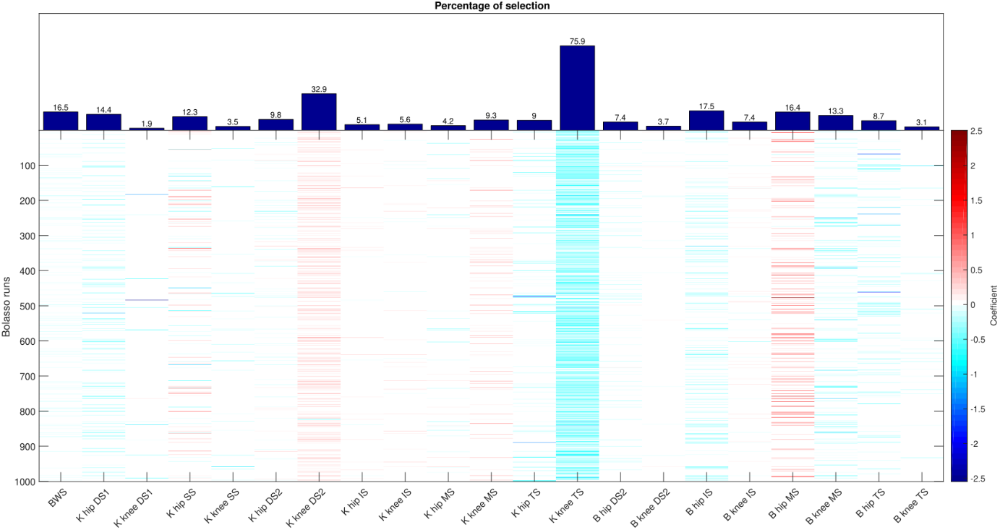 Percentage of selection
75.9
32.9
16.5 14.4 1.9 12.3 3.5 9.8 5.1 5.6 4.2 9.3 9 7.4 3.7 17.5 7.4 16.4 13.3 8.7 3.1
2.5
2
1.5
1
0.5
0
-0.5
-1
-1.5
-2
-2.5
Coefficient
100
200
300
400
500
600
700
800
900
1000
Bolasso runs
BWS
K hip DS1
K knee DS1
K hip SS
K knee SS
K hip DS2
K knee DS2
K hip IS
K knee IS
K hip MS
K knee MS
K hip TS
K knee TS
B hip DS2
B knee DS2
B hip IS
B knee IS
B hip MS
B knee MS
B hip TS
B knee TS